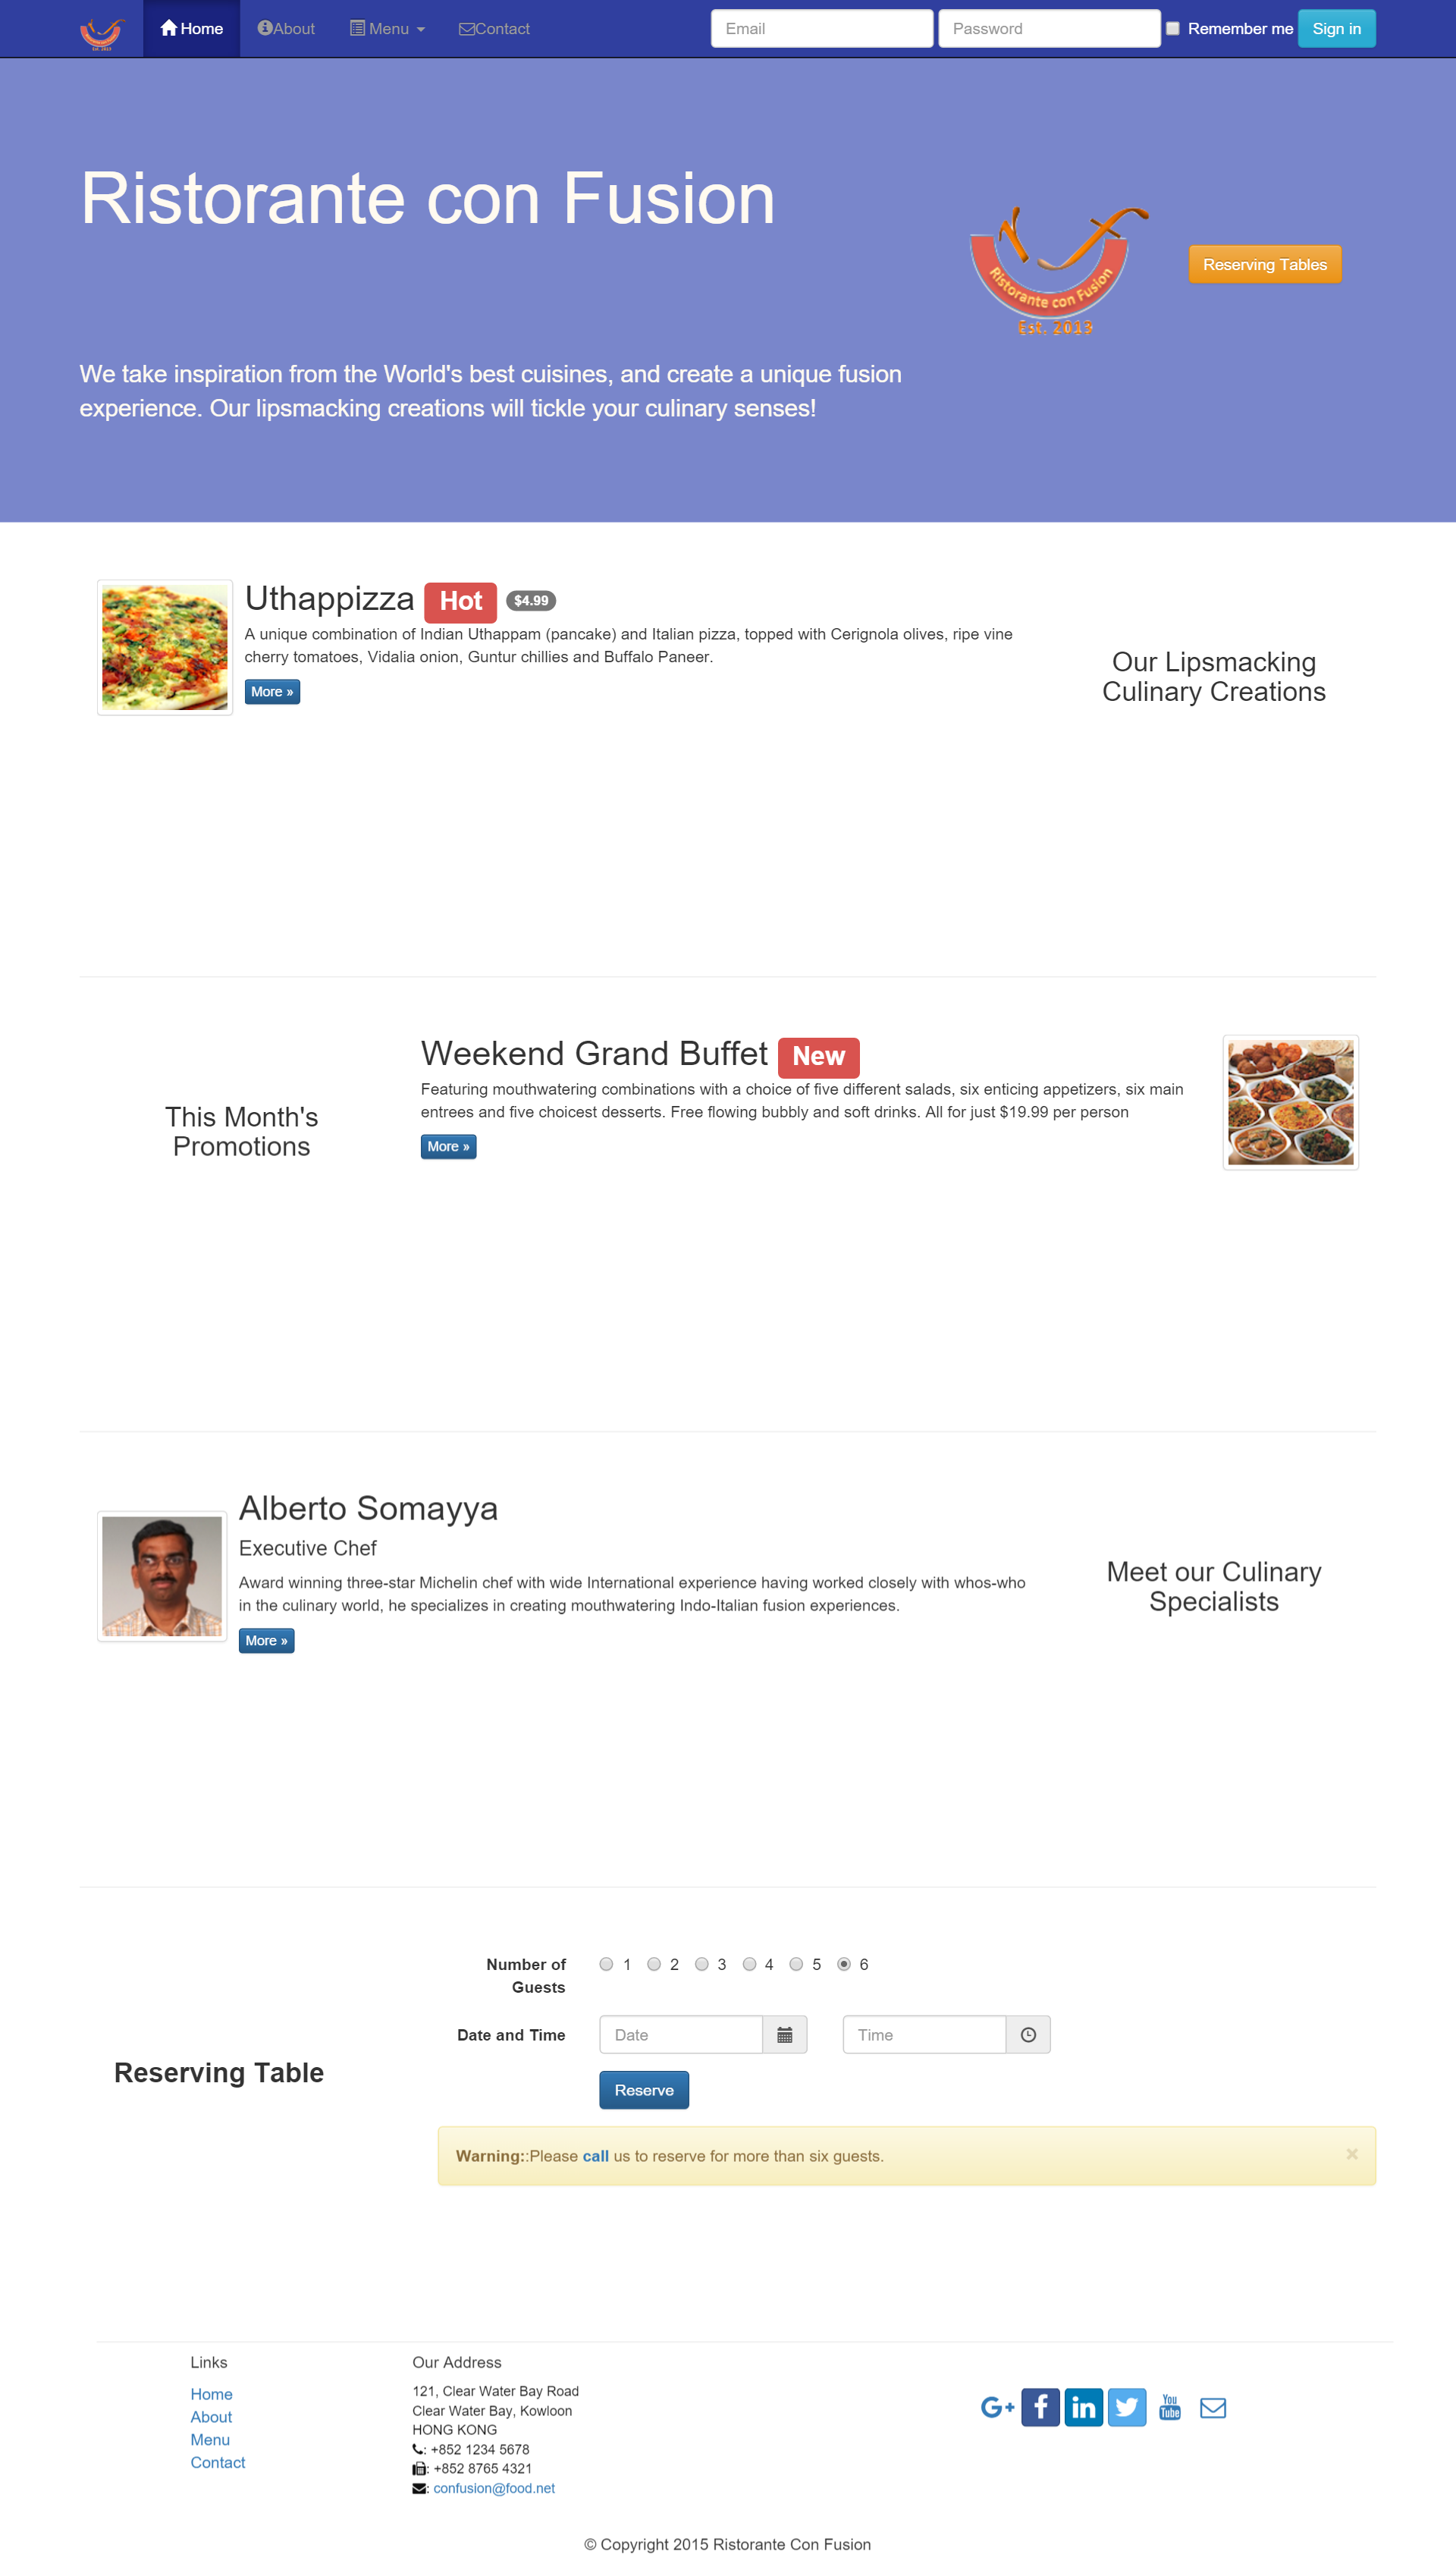 Home
About
Menu
Contact
Email
Password
Remember me
Sign in
Ristorante con Fusion
Ristorante con Fusion
Est. 2013
Reserving Tables
We take inspiration from the World's best cuisines, and create a unique fusion
experience. Our lipsmacking creations will tickle your culinary senses!
Uthappizza Hot $4.99
A unique combination of Indian Uthappam (pancake) and Italian pizza, topped with Cerignola olives, ripe vine
cherry tomatoes, Vidalia onion, Guntur chillies and Buffalo Paneer.
More »
Our Lipsmacking
Culinary Creations
This Month's
Promotions
Weekend Grand Buffet New
Featuring mouthwatering combinations with a choice of five different salads, six enticing appetizers, six main
entrees and five choicest desserts. Free flowing bubbly and soft drinks. All for just $19.99 per person
More »
Alberto Somayya
Executive Chef
Award winning three-star Michelin chef with wide International experience having worked closely with whos-who
in the culinary world, he specializes in creating mouthwatering Indo-Italian fusion experiences.
More »
Meet our Culinary
Specialists
Reserving Table
Number of
Guests
1 2 3 4 5 6
Date and Time
Date
Time
Reserve
Warning::Please call us to reserve for more than six guests.
×
Links
Home
About
Menu
Contact
Our Address
121, Clear Water Bay Road
Clear Water Bay, Kowloon
HONG KONG
: +852 1234 5678
: +852 8765 4321
: confusion@food.net
G+ f in You Tube
© Copyright 2015 Ristorante Con Fusion